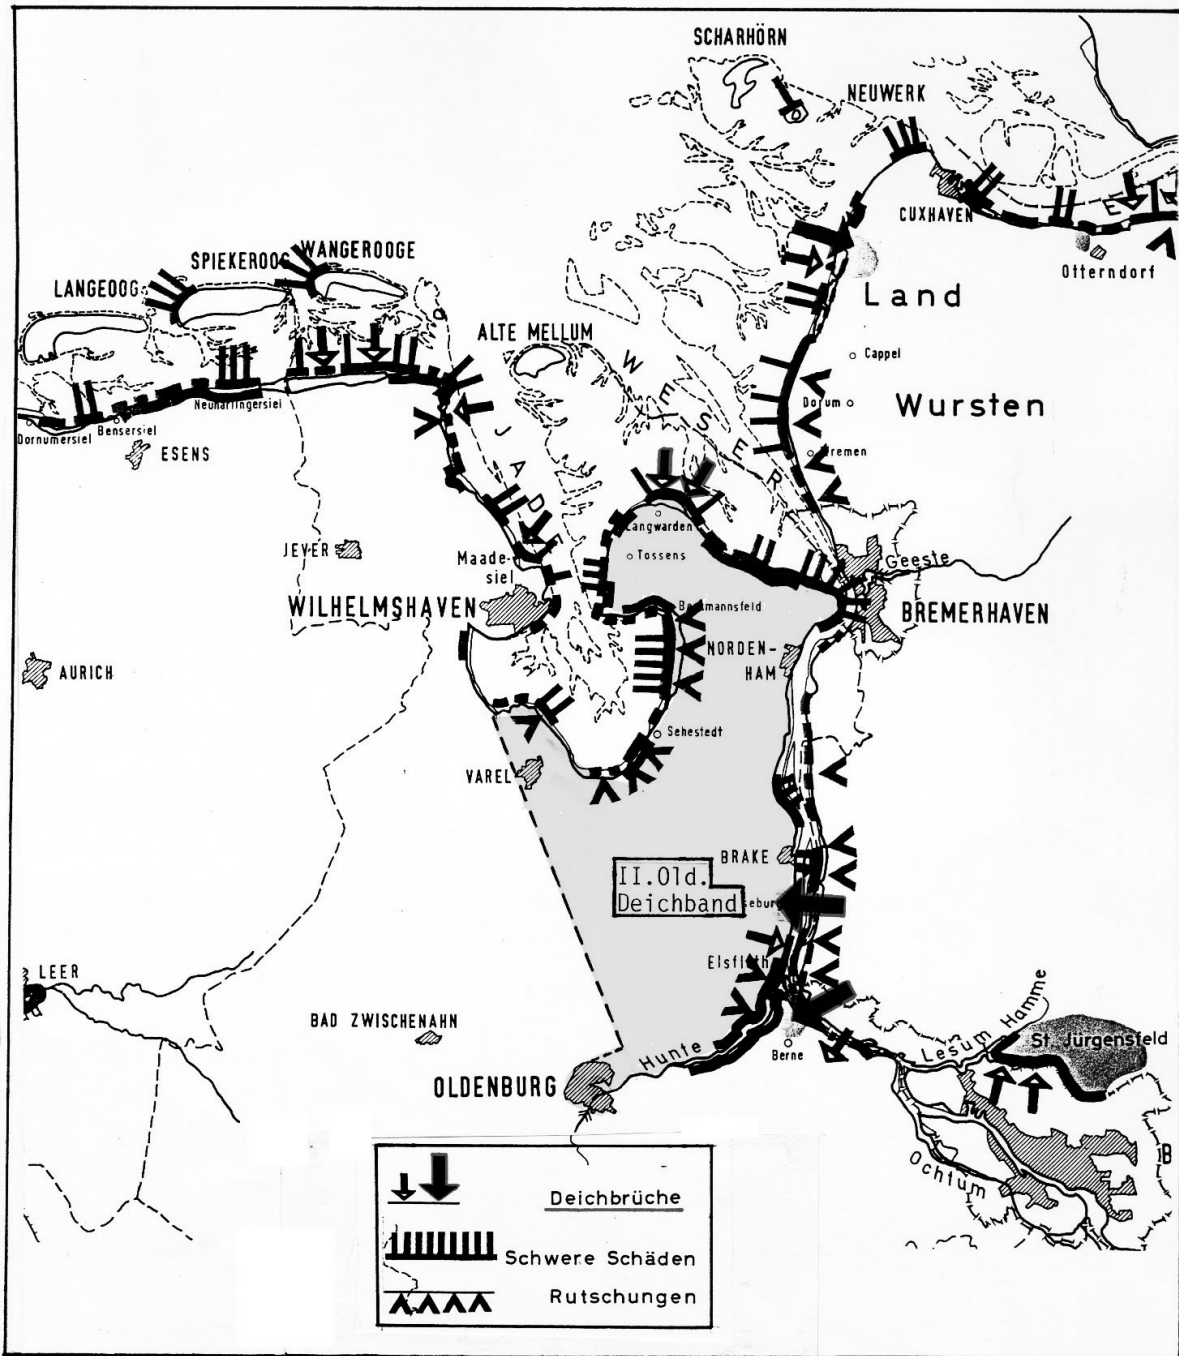 SCHARHÖRN
NEUWERK
CUXHAVEN
E L
Otterndorf
SPIEKEROOG
WANGEROOGE
LANGEOOG
Land
ALTE MELLUM
WESER
Cappel
Dorum
Wursten
Neuharlingersiel
Dornumersiel
Bensersiel
ESENS
JADE
Bremen
Langwarden
Tossens
JEVER
Maade-
siel
Geeste
WILHELMSHAVEN
BREMERHAVEN
NORDEN-
HAM
AURICH
Sehestedt
VAREL
BRAKE
II.Old.
Deichband
Elsfleth
LEER
BAD ZWISCHENAHN
Hunte
Berne
Lesum
Hamme
St. Jürgensfeld
OLDENBURG
Ochtum
B
Deichbrüche
Schwere Schäden
Rutschungen